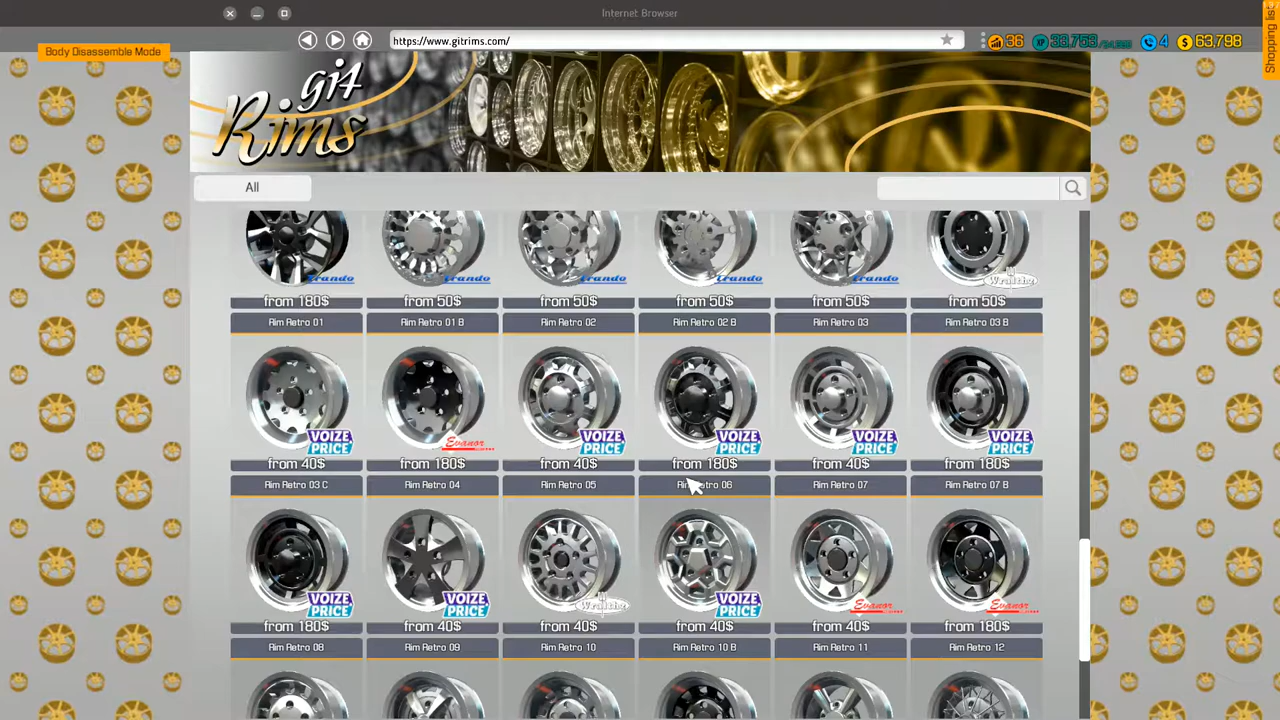 Internet Browser
Body Disassemble Mode
https://www.gitrims.com/
36
4
63,798
Shopping list
git
Rims
All
Evando Evando Evando Evando Wraithe
from 180$ from 50$ from 50$ from 50$ from 50$ from 50$
Rim Retro 01 Rim Retro 01 B Rim Retro 02 Rim Retro 02 B Rim Retro 03 Rim Retro 03 B
VOIZE PRICE Evanor VOIZE PRICE VOIZE PRICE VOIZE PRICE VOIZE PRICE
from 40$ from 180$ from 40$ from 180$ from 40$ from 180$
Rim Retro 03 C Rim Retro 04 Rim Retro 05 Rim Retro 06 Rim Retro 07 Rim Retro 07 B
VOIZE PRICE VOIZE PRICE Wraithe VOIZE PRICE Evanor Evanor
from 180$ from 40$ from 40$ from 40$ from 40$ from 180$
Rim Retro 08 Rim Retro 09 Rim Retro 10 Rim Retro 10 B Rim Retro 11 Rim Retro 12